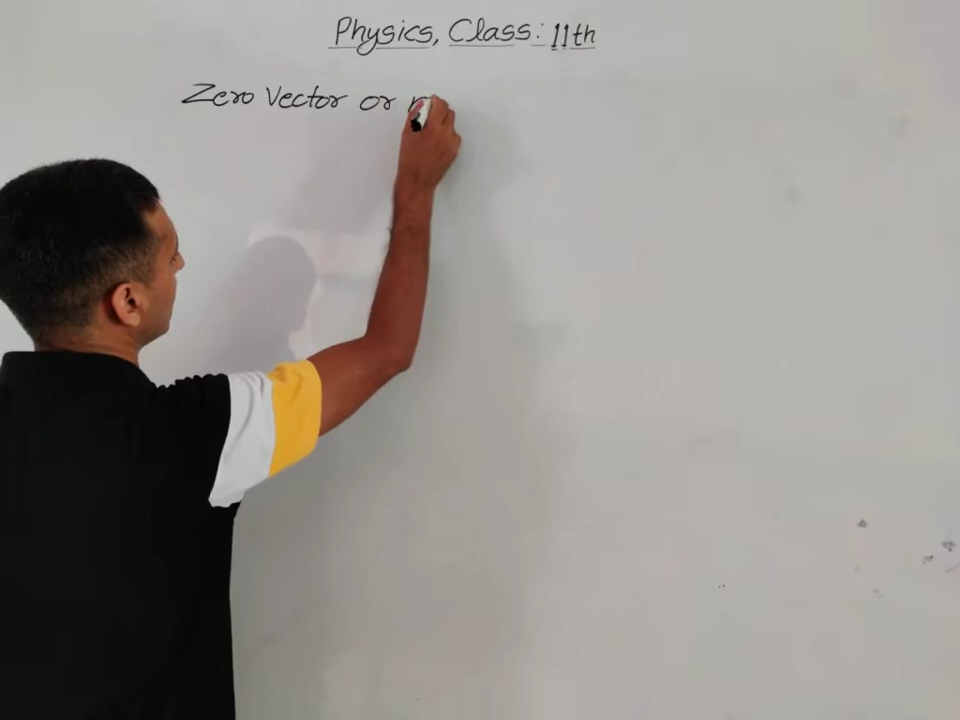 Physics, Class: 11th
Zero Vector or